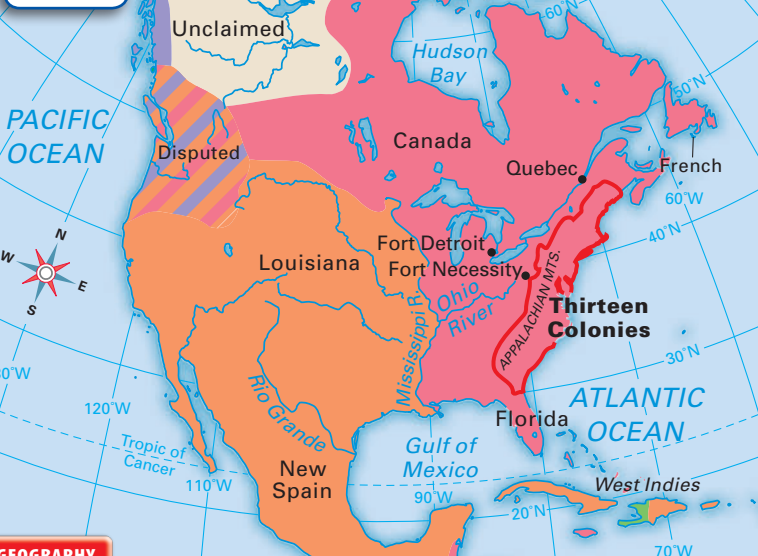 Unclaimed
60°N
Hudson
Bay
50°N
PACIFIC
OCEAN
Canada
Disputed
Quebec
French
60°W
N
W
E
S
40°N
Fort Detroit
Louisiana
Fort Necessity
Ohio
River
APPALACHIAN MTS.
Thirteen
Colonies
Mississippi R.
30°N
120°W
Rio Grande
ATLANTIC
OCEAN
Florida
Tropic of
Cancer
Gulf of
Mexico
New
Spain
110°W
90°W
West Indies
20°N
GEOGRAPHY
70°W